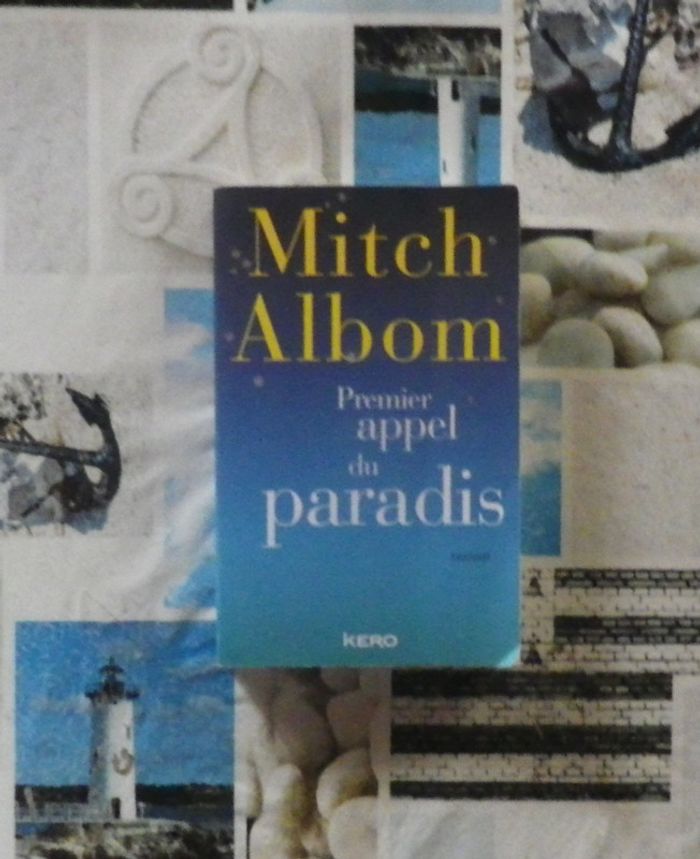 Mitch
Albom
Premier
appel
du
paradis
roman
KERO